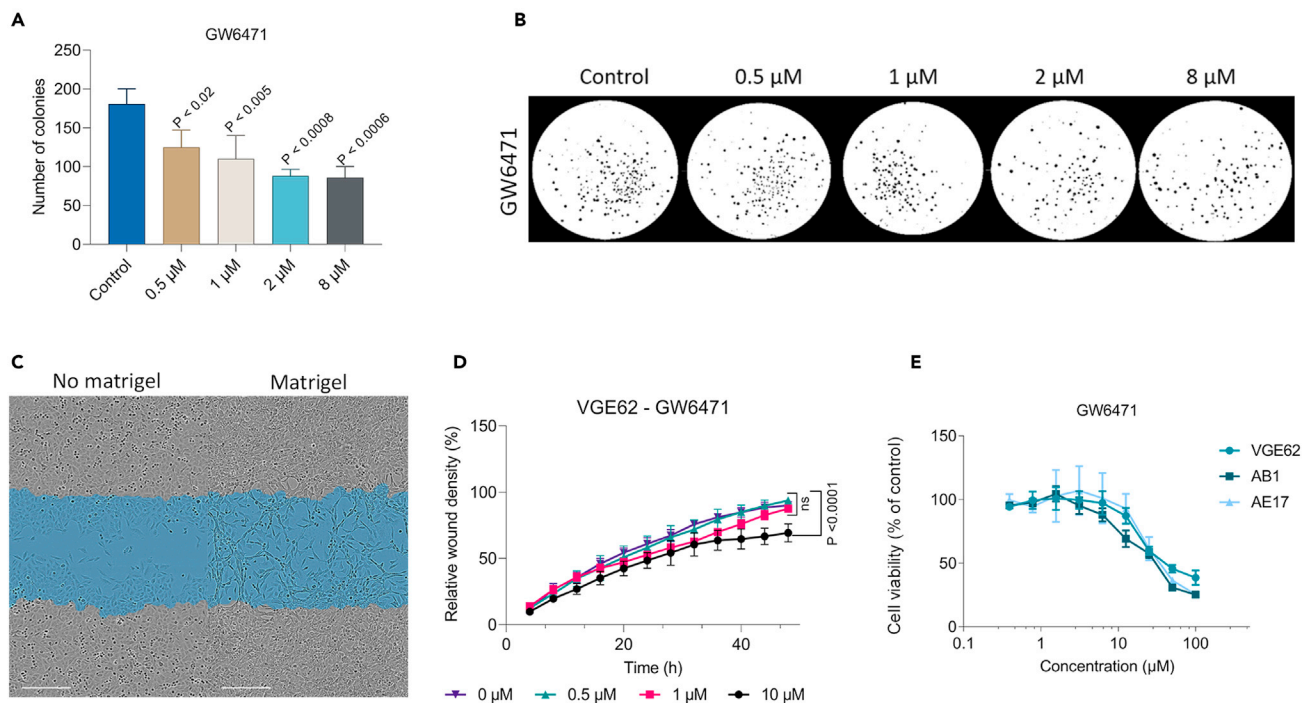 A
GW6471
Number of colonies
250
200
150
100
50
0
P < 0.02
P < 0.005
P < 0.0008
P < 0.0006
Control
0.5 µM
1 µM
2 µM
8 µM
B
Control 0.5 µM 1 µM 2 µM 8 µM
GW6471
C
No matrigel Matrigel
D
VGE62 - GW6471
Relative wound density (%)
150
100
50
0
0 20 40
Time (h)
ns
P <0.0001
0 µM 0.5 µM 1 µM 10 µM
E
GW6471
Cell viability (% of control)
150
100
50
0
0.1 1 10 100
Concentration (µM)
VGE62
AB1
AE17